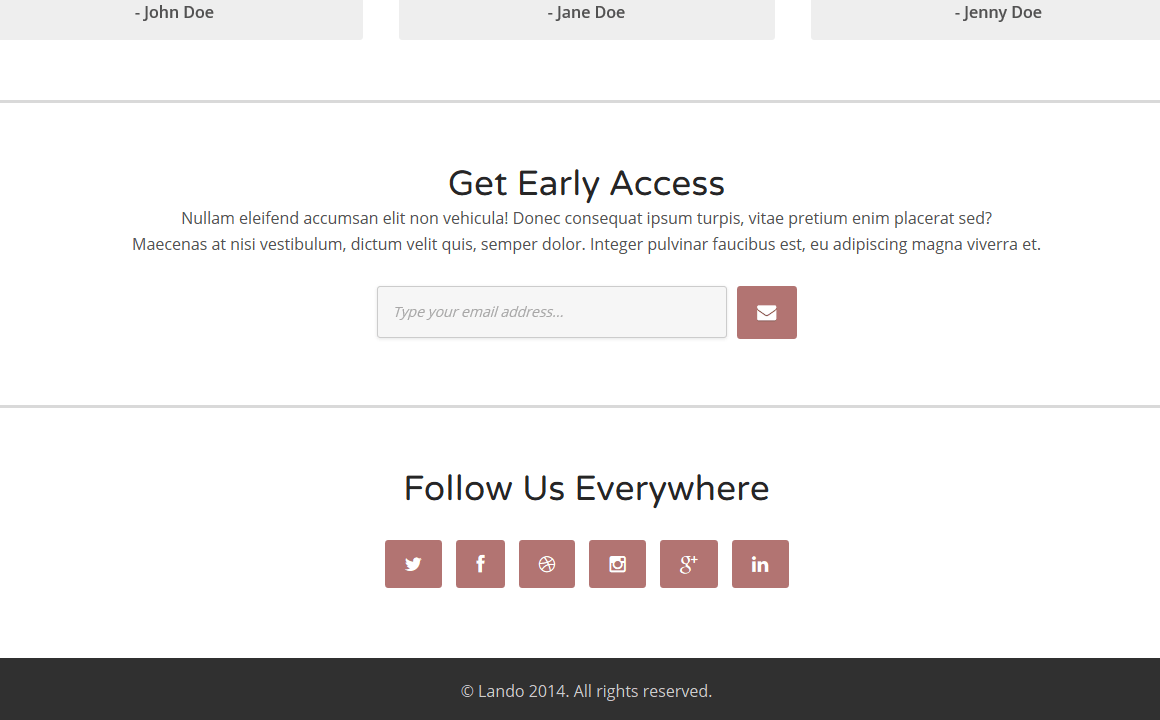 - John Doe
- Jane Doe
- Jenny Doe
Get Early Access
Nullam eleifend accumsan elit non vehicula! Donec consequat ipsum turpis, vitae pretium enim placerat sed?
Maecenas at nisi vestibulum, dictum velit quis, semper dolor. Integer pulvinar faucibus est, eu adipiscing magna viverra et.
Type your email address...
Follow Us Everywhere
© Lando 2014. All rights reserved.